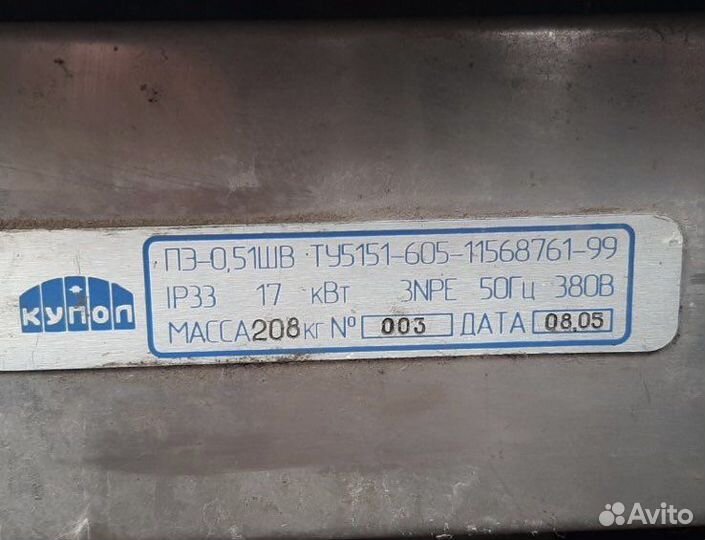 ПЭ-0,51ШВ ТУ5151-605-11568761-99
IP33 17 кВт 3NPE 50Гц 380В
КУПОЛ
МАССА208кг № 003 ДАТА 08.05
Avito